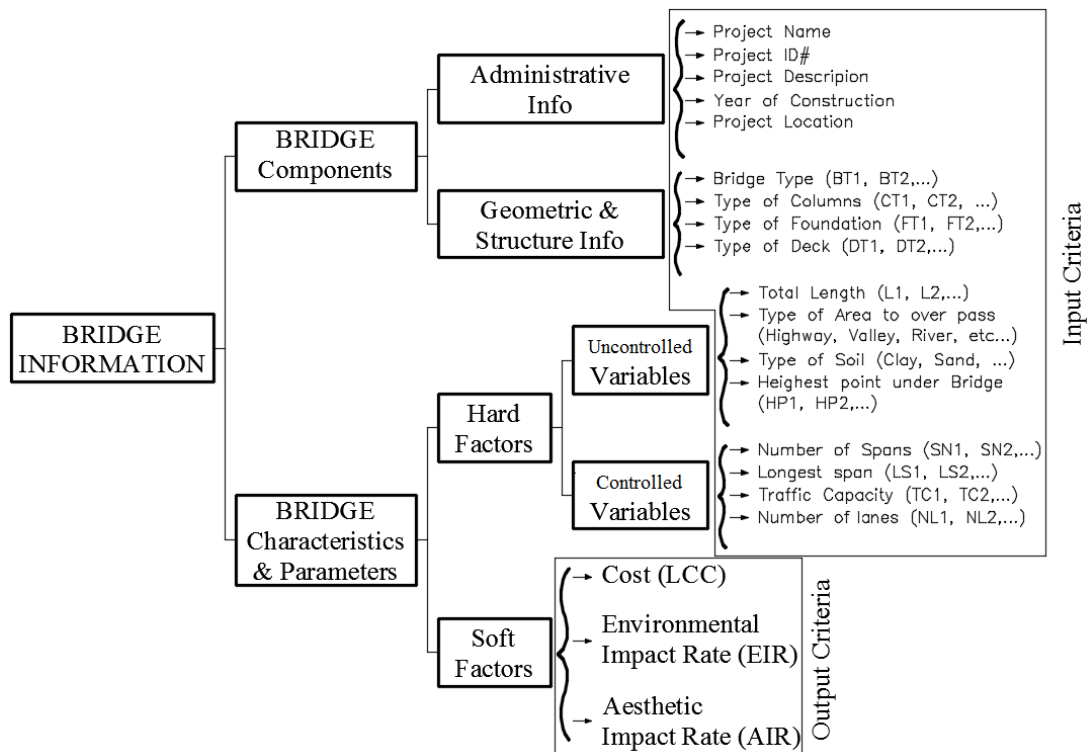 BRIDGE
INFORMATION
BRIDGE
Components
Administrative
Info
Project Name
Project ID#
Project Descripion
Year of Construction
Project Location
Geometric &
Structure Info
Bridge Type (BT1, BT2,...)
Type of Columns (CT1, CT2, ...)
Type of Foundation (FT1, FT2,...)
Type of Deck (DT1, DT2,...)
BRIDGE
Characteristics
& Parameters
Hard
Factors
Uncontrolled
Variables
Total Length (L1, L2,...)
Type of Area to over pass
(Highway, Valley, River, etc...)
Type of Soil (Clay, Sand, ...)
Heighest point under Bridge
(HP1, HP2,...)
Controlled
Variables
Number of Spans (SN1, SN2,...)
Longest span (LS1, LS2,...)
Traffic Capacity (TC1, TC2,...)
Number of lanes (NL1, NL2,...)
Input Criteria
Soft
Factors
Cost (LCC)
Environmental
Impact Rate (EIR)
Aesthetic
Impact Rate (AIR)
Output Criteria